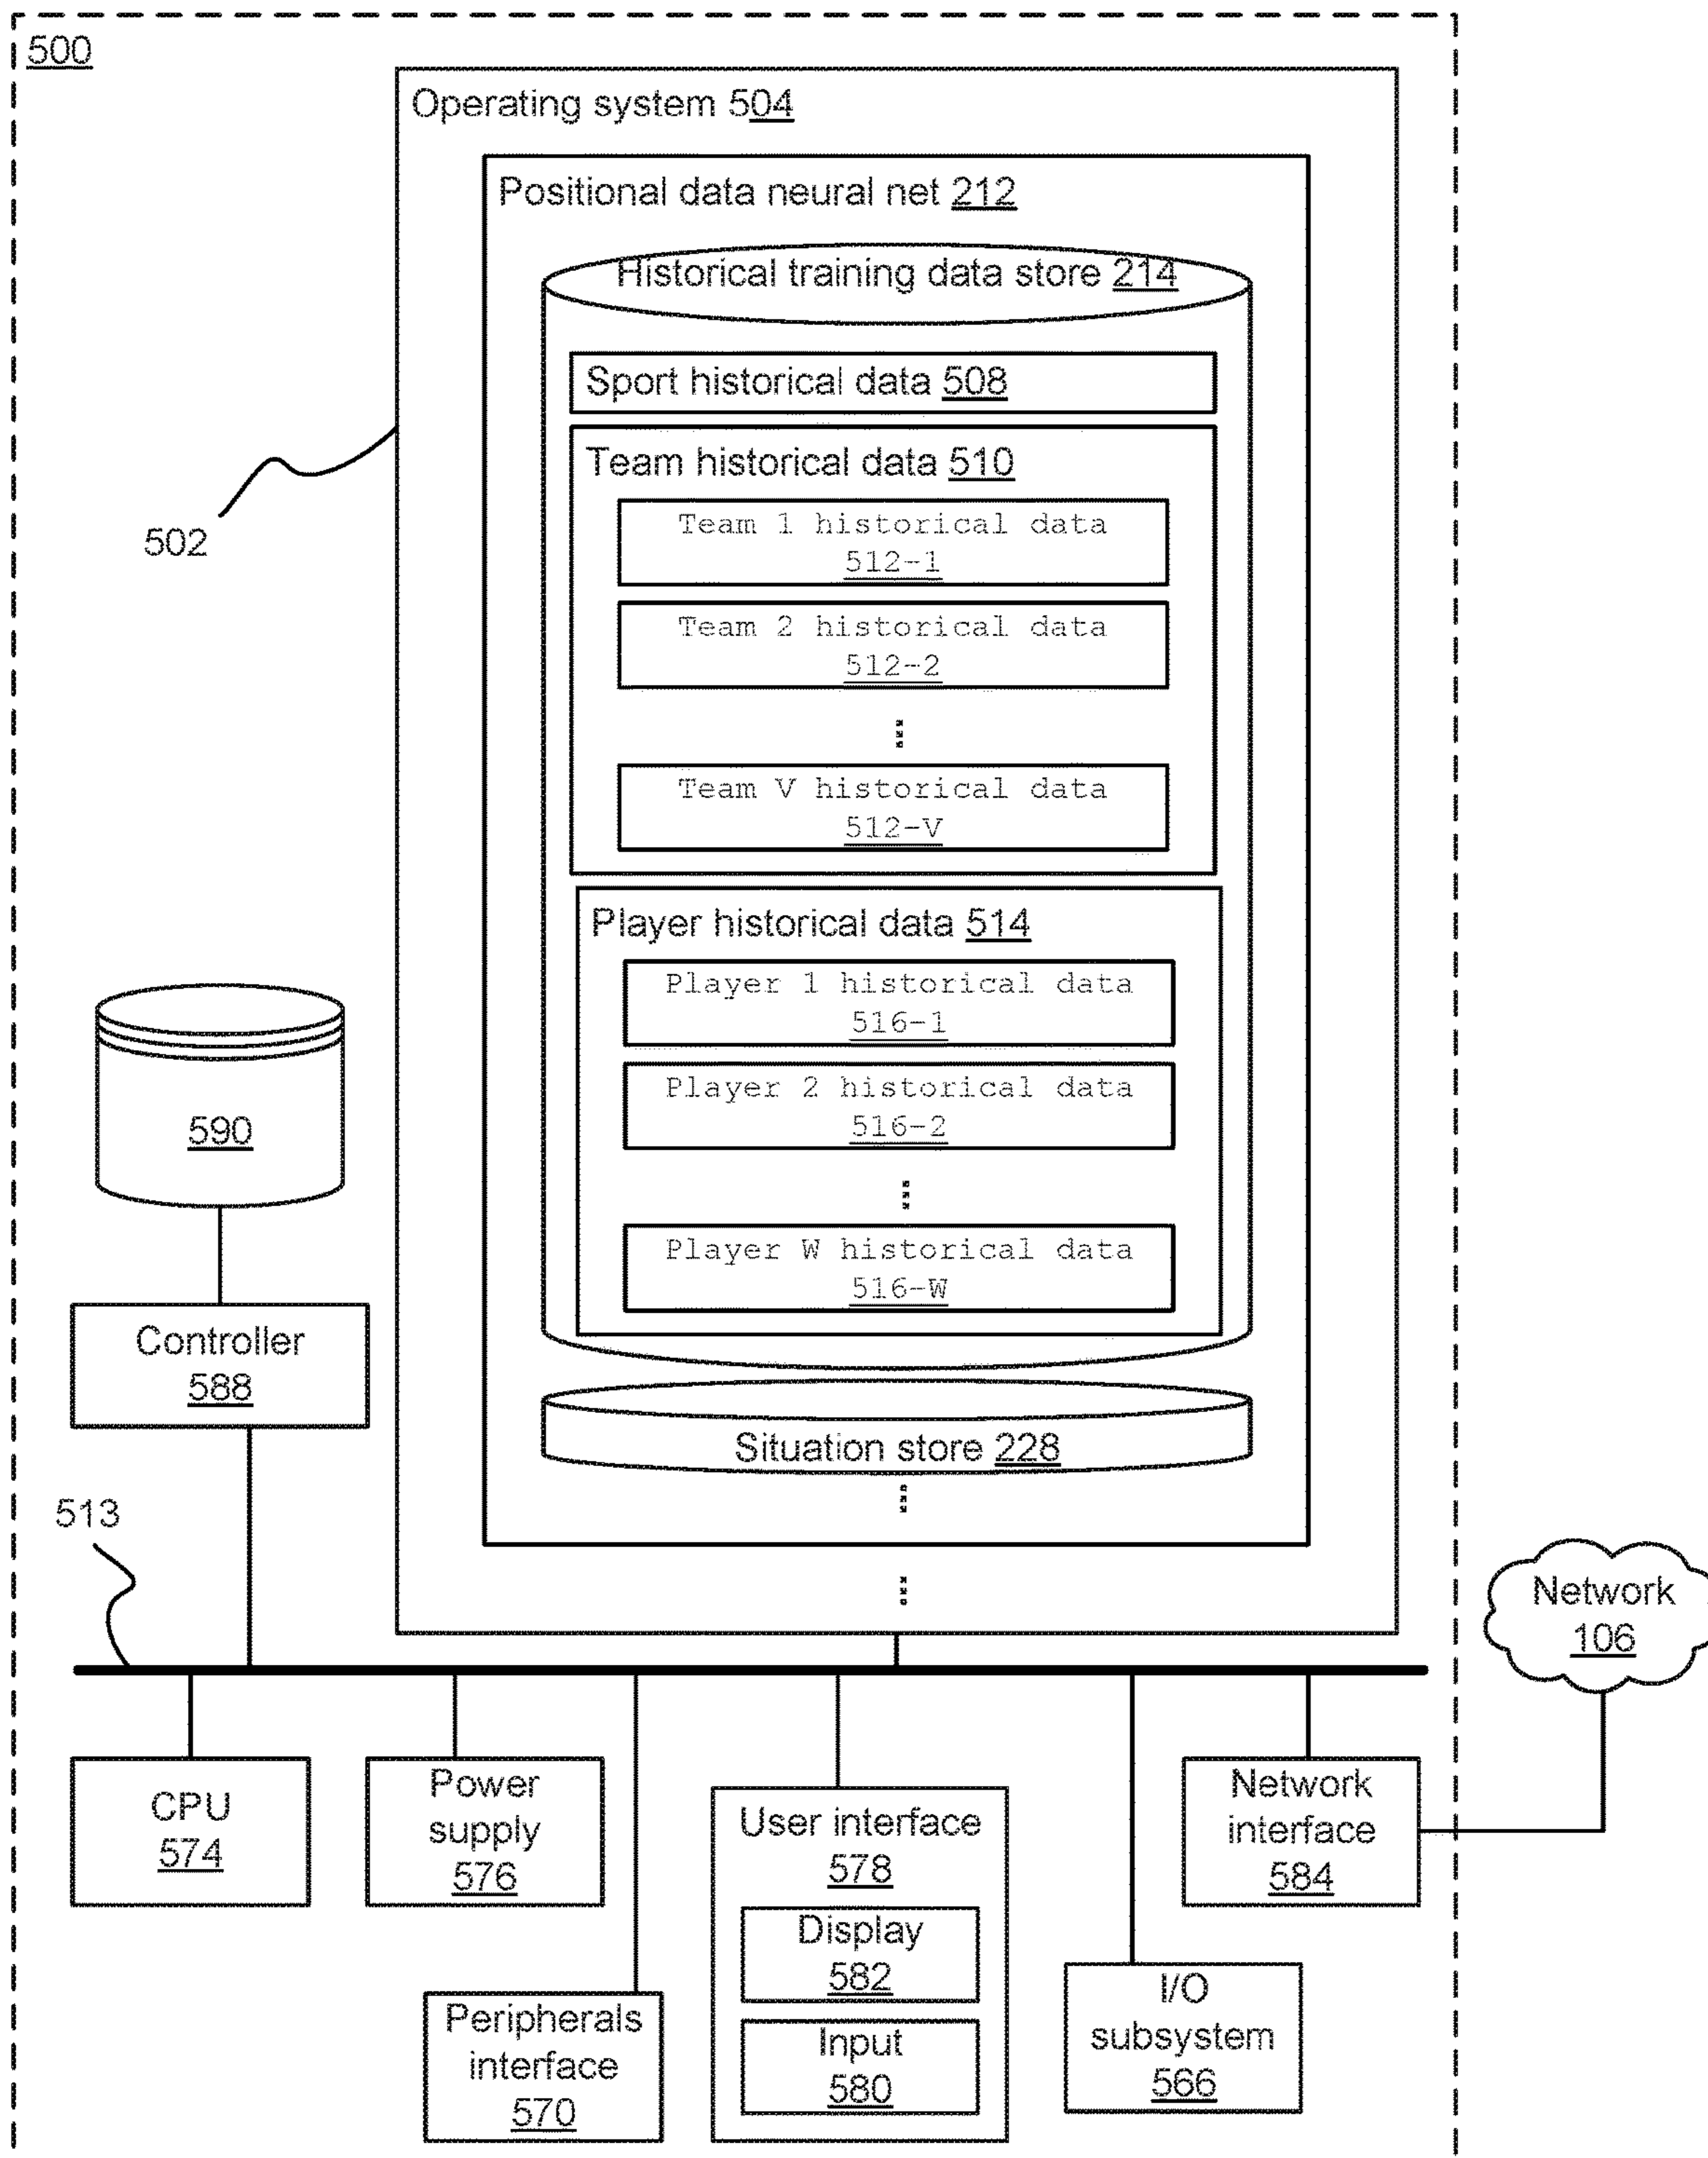 500
Operating system 504
Positional data neural net 212
Historical training data store 214
Sport historical data 508
Team historical data 510
Team 1 historical data
512-1
Team 2 historical data
512-2
Team V historical data
512-V
502
Player historical data 514
Player 1 historical data
516-1
Player 2 historical data
516-2
Player W historical data
516-W
590
Controller
588
Situation store 228
513
Network
106
CPU
574
Power
supply
576
User interface
578
Display
582
Input
580
Network
interface
584
Peripherals
interface
570
I/O
subsystem
566